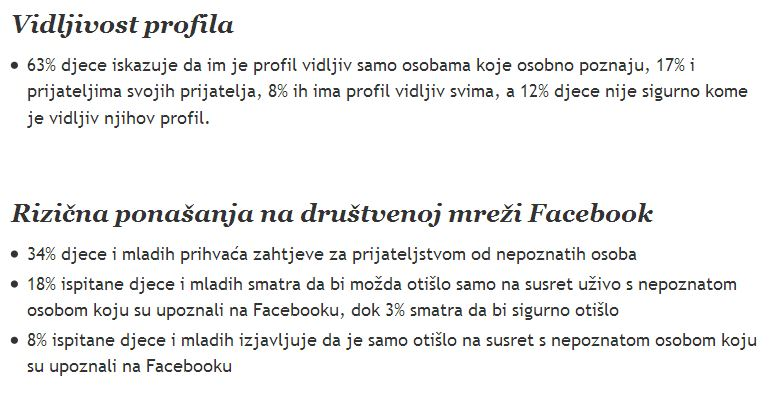 Vidljivost profila
63% djece iskazuje da im je profil vidljiv samo osobama koje osobno poznaju, 17% i
prijateljima svojih prijatelja, 8% ih ima profil vidljiv svima, a 12% djece nije sigurno kome
je vidljiv njihov profil.
Rizična ponašanja na društvenoj mreži Facebook
34% djece i mladih prihvaća zahtjeve za prijateljstvom od nepoznatih osoba
18% ispitane djece i mladih smatra da bi možda otišlo samo na susret uživo s nepoznatom
osobom koju su upoznali na Facebooku, dok 3% smatra da bi sigurno otišlo
8% ispitane djece i mladih izjavljuje da je samo otišlo na susret s nepoznatom osobom koju
su upoznali na Facebooku